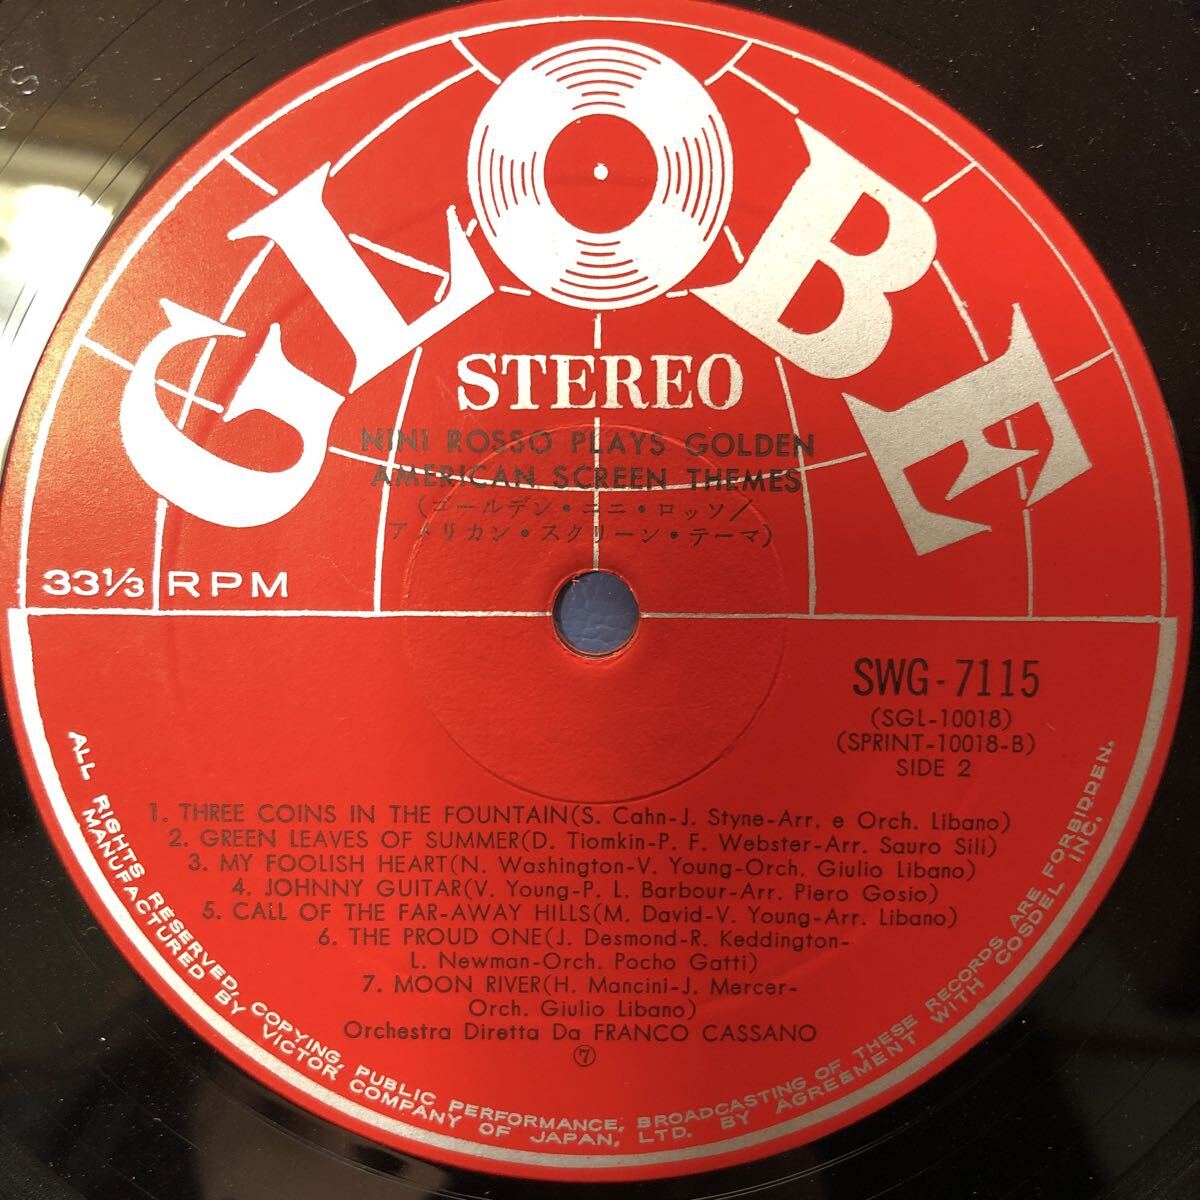 GLOBE
STEREO
NINI ROSSO PLAYS GOLDEN
AMERICAN SCREEN THEMES
(ゴールデン・ニニ・ロッソ/
アメリカン・スクリーン・テーマ)
33 1/3 RPM
SWG-7115
(SGL-10018)
(SPRINT-10018-B)
SIDE 2
1. THREE COINS IN THE FOUNTAIN(S. Cahn-J. Styne-Arr. e Orch. Libano)
2. GREEN LEAVES OF SUMMER(D. Tiomkin-P. F. Webster-Arr. Sauro Sili)
3. MY FOOLISH HEART(N. Washington-V. Young-Orch. Giulio Libano)
4. JOHNNY GUITAR(V. Young-P. L. Barbour-Arr. Piero Gosio)
5. CALL OF THE FAR-AWAY HILLS(M. David-V. Young-Arr. Libano)
6. THE PROUD ONE(J. Desmond-R. Keddington-
L. Newman-Orch. Pocho Gatti)
7. MOON RIVER(H. Mancini-J. Mercer-
Orch. Giulio Libano)
Orchestra Diretta Da FRANCO CASSANO
⑦
ALL RIGHTS RESERVED, COPYING, PUBLIC PERFORMANCE, BROADCASTING OF THESE RECORDS ARE FORBIDDEN.
MANUFACTURED BY VICTOR COMPANY OF JAPAN, LTD. BY AGREEMENT WITH COSDEL INC.